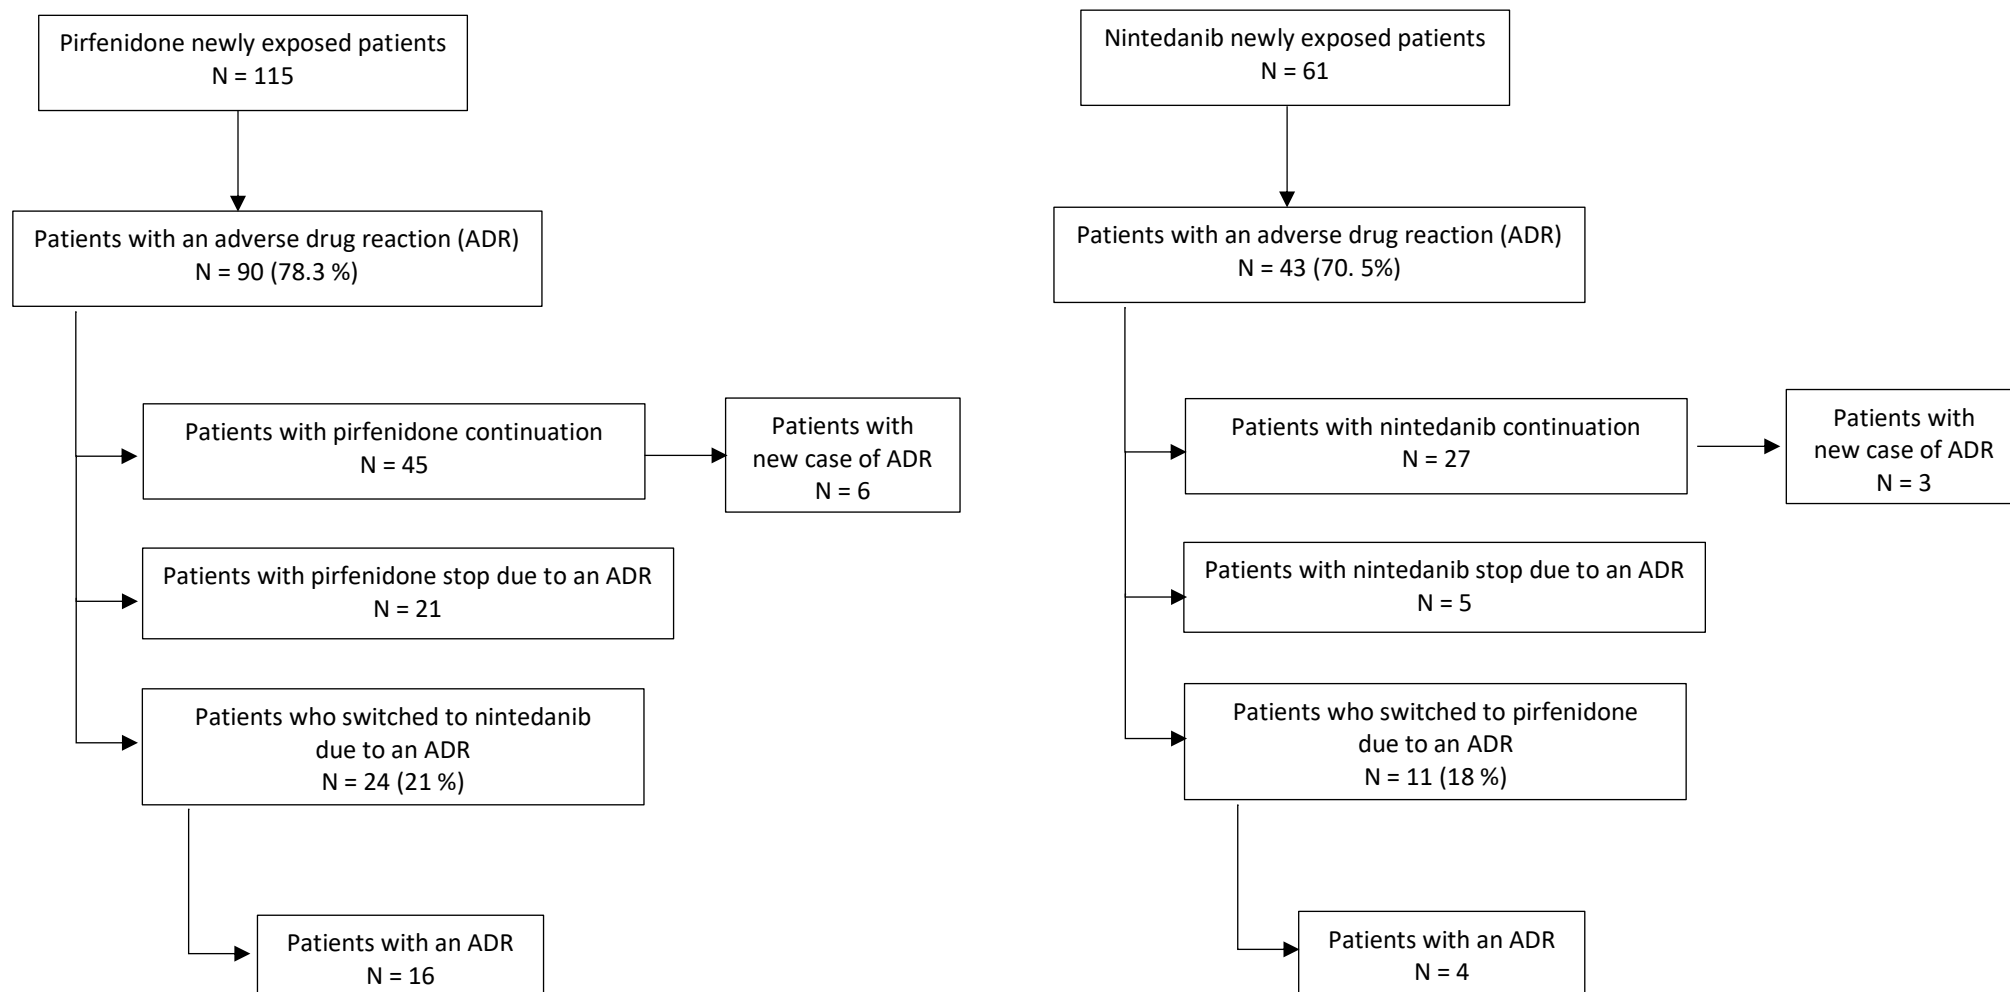 Pirfenidone newly exposed patients
N = 115
Patients with an adverse drug reaction (ADR)
N = 90 (78.3 %)
Patients with pirfenidone continuation
N = 45
Patients with
new case of ADR
N = 6
Patients with pirfenidone stop due to an ADR
N = 21
Patients who switched to nintedanib
due to an ADR
N = 24 (21 %)
Patients with an ADR
N = 16
Nintedanib newly exposed patients
N = 61
Patients with an adverse drug reaction (ADR)
N = 43 (70. 5%)
Patients with nintedanib continuation
N = 27
Patients with
new case of ADR
N = 3
Patients with nintedanib stop due to an ADR
N = 5
Patients who switched to pirfenidone
due to an ADR
N = 11 (18 %)
Patients with an ADR
N = 4